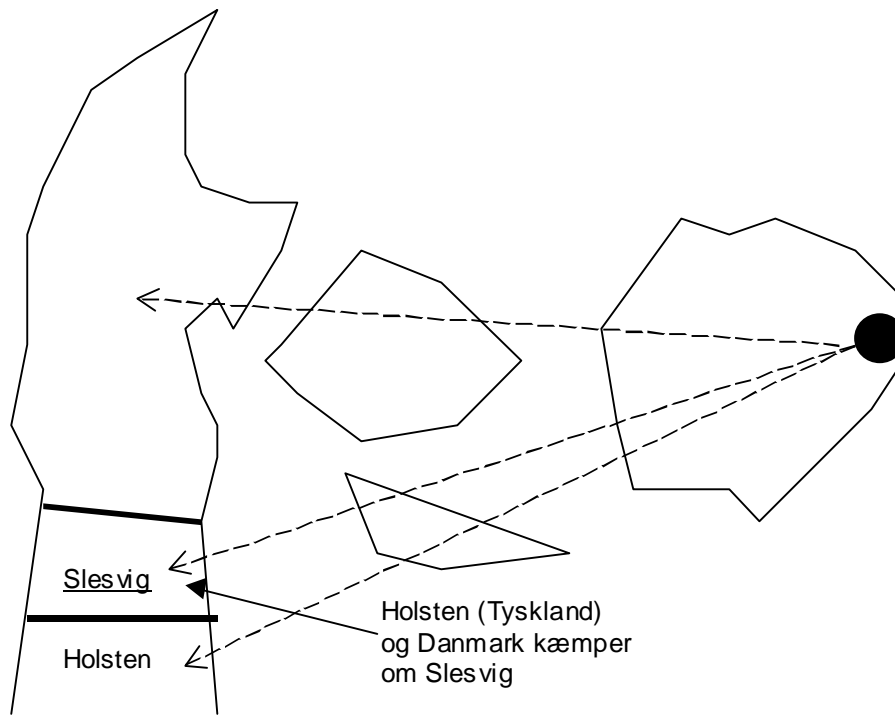 Slesvig
Holsten
Holsten (Tyskland)
og Danmark kæmper
om Slesvig